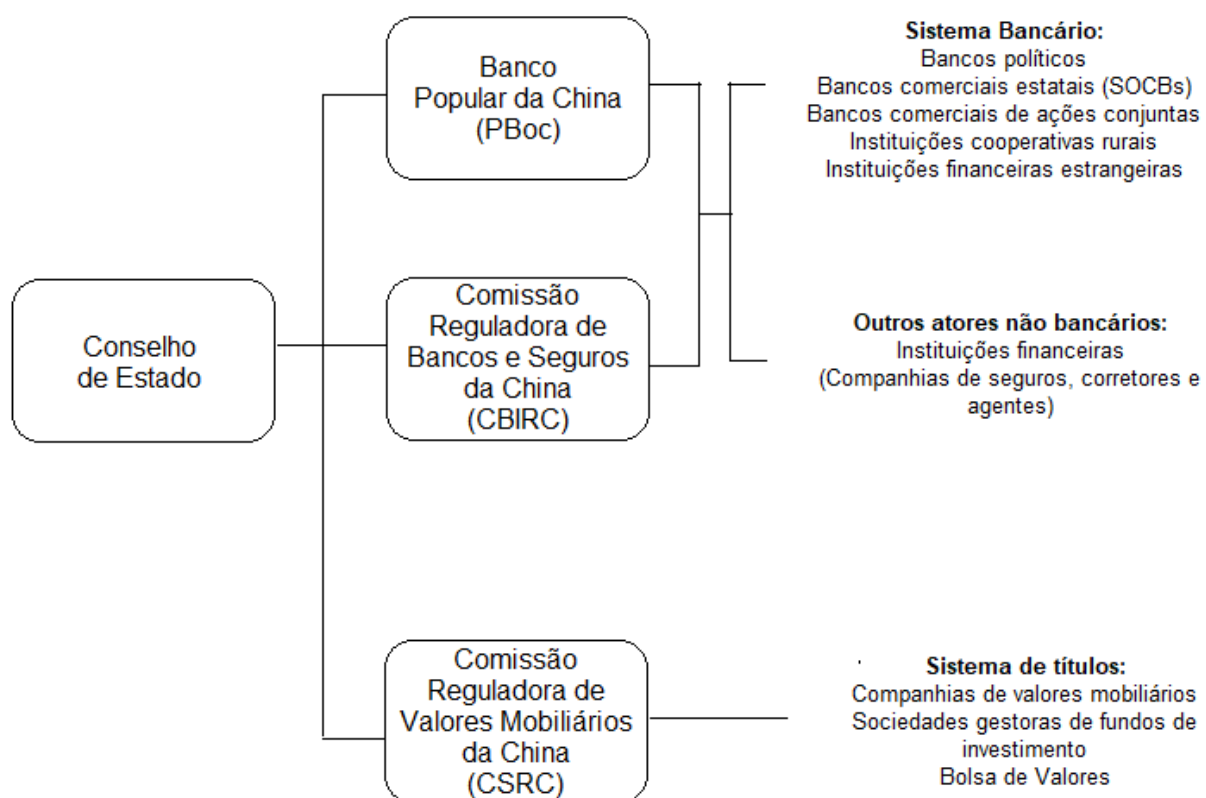 Banco
Popular da China
(PBoc)
Sistema Bancário:
Bancos políticos
Bancos comerciais estatais (SOCBs)
Bancos comerciais de ações conjuntas
Instituições cooperativas rurais
Instituições financeiras estrangeiras
Conselho
de Estado
Comissão
Reguladora de
Bancos e Seguros
da China
(CBIRC)
Outros atores não bancários:
Instituições financeiras
(Companhias de seguros, corretores e
agentes)
Comissão
Reguladora de
Valores Mobiliários
da China
(CSRC)
Sistema de títulos:
Companhias de valores mobiliários
Sociedades gestoras de fundos de
investimento
Bolsa de Valores